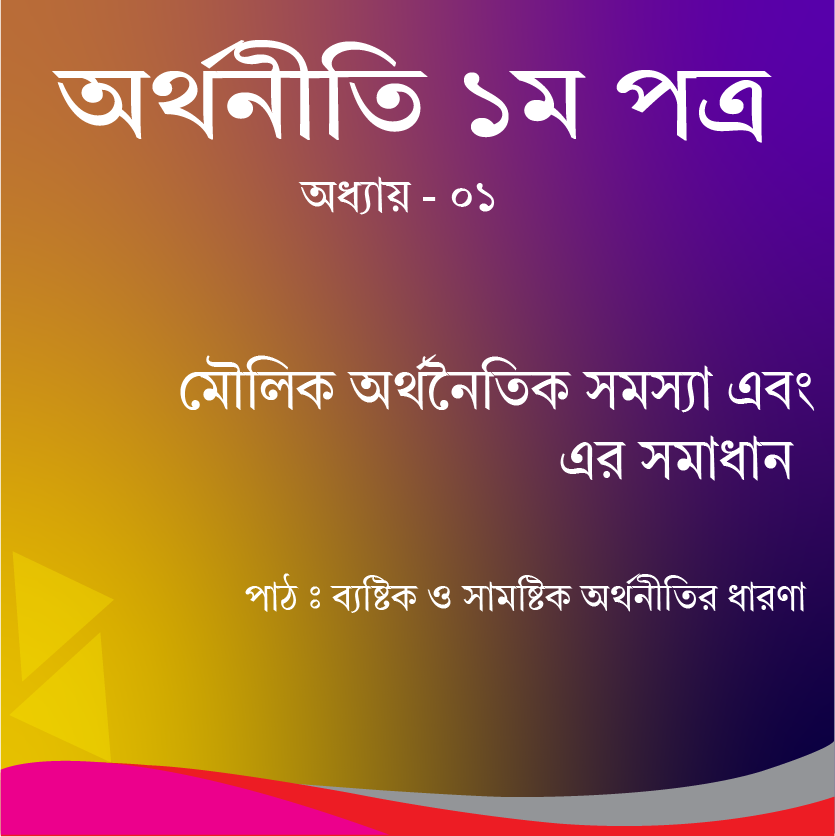 অর্থনীতি ১ম পত্র
অধ্যায় - ০১
মৌলিক অর্থনৈতিক সমস্যা এবং
এর সমাধান
পাঠ ঃ ব্যষ্টিক ও সামষ্টিক অর্থনীতির ধারণা